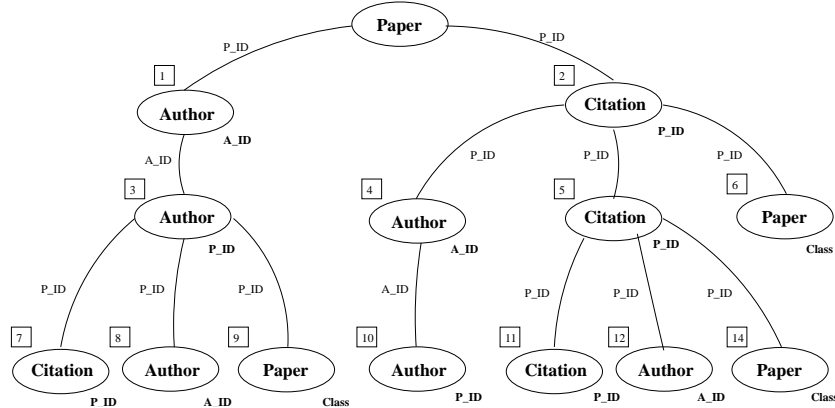 Paper
P_ID P_ID
1 2
Author Citation
A_ID P_ID
A_ID P_ID P_ID P_ID
3 4 5 6
Author Author Citation Paper
P_ID A_ID P_ID Class
P_ID P_ID P_ID A_ID P_ID P_ID P_ID
7 8 9 10 11 12 14
Citation Author Paper Author Citation Author Paper
P_ID A_ID Class P_ID P_ID A_ID Class